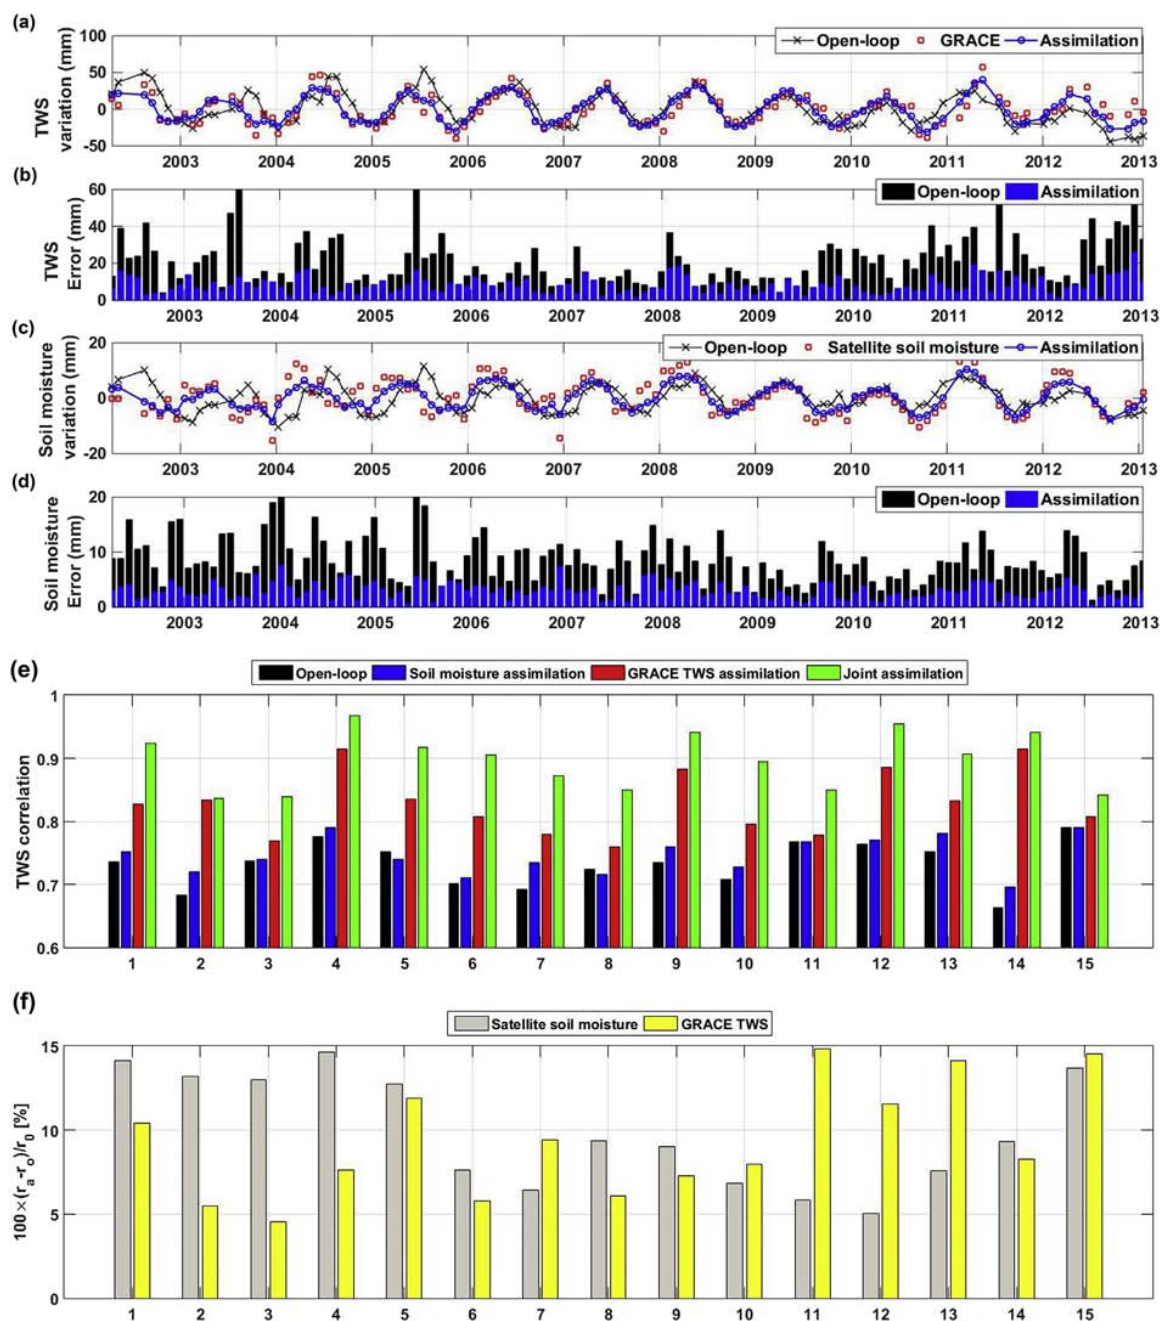 (a)
100
50
0
-50
TWS
variation (mm)
Open-loop GRACE Assimilation
2003 2004 2005 2006 2007 2008 2009 2010 2011 2012 2013
(b)
60
40
20
0
TWS
Error (mm)
Open-loop Assimilation
2003 2004 2005 2006 2007 2008 2009 2010 2011 2012 2013
(c)
20
0
-20
Soil moisture
variation (mm)
Open-loop Satellite soil moisture Assimilation
2003 2004 2005 2006 2007 2008 2009 2010 2011 2012 2013
(d)
20
10
0
Soil moisture
Error (mm)
Open-loop Assimilation
2003 2004 2005 2006 2007 2008 2009 2010 2011 2012 2013
(e)
Open-loop Soil moisture assimilation GRACE TWS assimilation Joint assimilation
1
0.9
0.8
0.7
0.6
TWS correlation
1 2 3 4 5 6 7 8 9 10 11 12 13 14 15
(f)
Satellite soil moisture GRACE TWS
15
10
5
0
100×(ra-ro)/r0 [%]
1 2 3 4 5 6 7 8 9 10 11 12 13 14 15